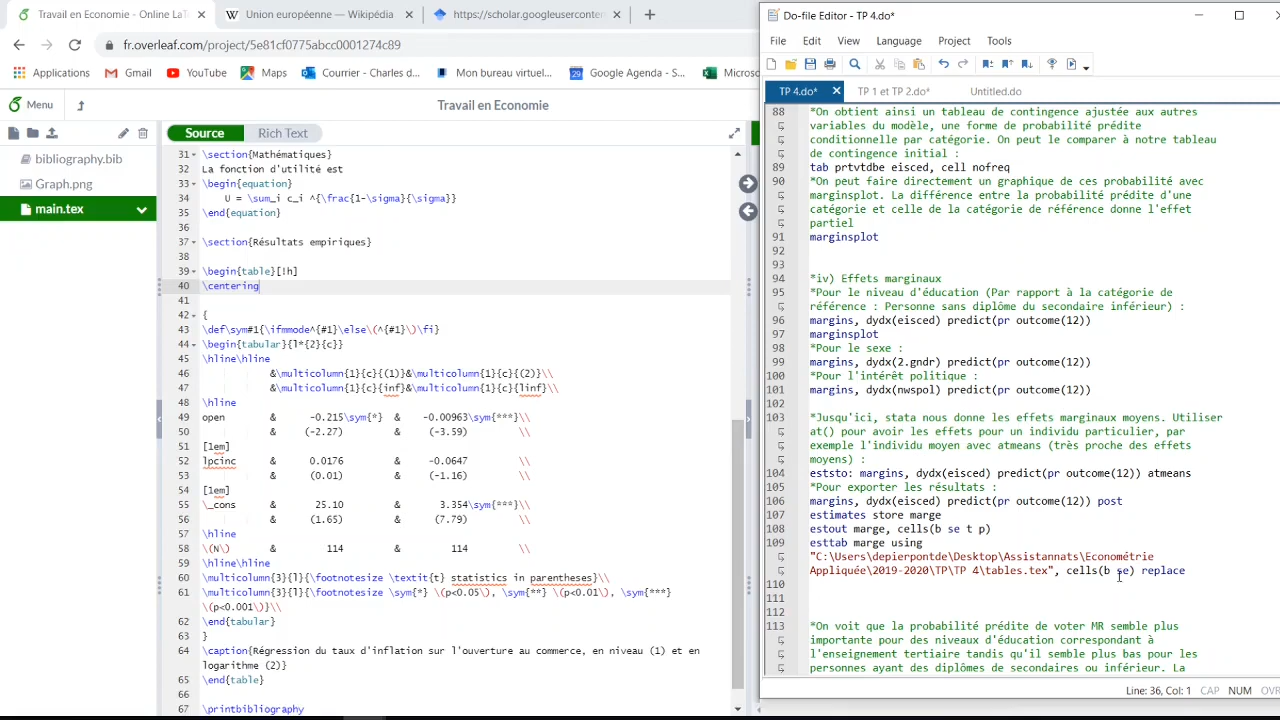 Travail en Economie - Online LaTe
Union européenne — Wikipédia
https://scholar.googleusercontent
fr.overleaf.com/project/5e81cf0775abcc0001274c89
Applications
Gmail
YouTube
Maps
Courrier - Charles d...
Mon bureau virtuel...
Google Agenda - S...
Menu
Travail en Economie
Source
Rich Text
bibliography.bib
Graph.png
main.tex
31 \section{Mathématiques}
32 La fonction d'utilité est
33 \begin{equation}
34 U = \sum_i c_i ^{\frac{1-\sigma}{\sigma}}
35 \end{equation}
36
37 \section{Résultats empiriques}
38
39 \begin{table}[!h]
40 \centering
41
42 {
43 \def\sym#1{\ifmmode^{#1}\else\(^{#1}\)\fi}
44 \begin{tabular}{l*{2}{c}}
45 \hline\hline
46 &\multicolumn{1}{c}{(1)}&\multicolumn{1}{c}{(2)}\\
47 &\multicolumn{1}{c}{inf}&\multicolumn{1}{c}{linf}\\
48 \hline
49 open & -0.215\sym{*} & -0.00963\sym{***}\\
50 & (-2.27) & (-3.59) \\
51 [1em]
52 lpcinc & 0.0176 & -0.0647 \\
53 & (0.01) & (-1.16) \\
54 [1em]
55 \_cons & 25.10 & 3.354\sym{***}\\
56 & (1.65) & (7.79) \\
57 \hline
58 \(N\) & 114 & 114 \\
59 \hline\hline
60 \multicolumn{3}{l}{\footnotesize \textit{t} statistics in parentheses}\\
61 \multicolumn{3}{l}{\footnotesize \sym{*} \(p<0.05\), \sym{**} \(p<0.01\), \sym{***}
\(p<0.001\)}\\
62 \end{tabular}
63 }
64 \caption{Régression du taux d'inflation sur l'ouverture au commerce, en niveau (1) et en
logarithme (2)}
65 \end{table}
66
67 \printbibliography
Do-file Editor - TP 4.do*
File Edit View Language Project Tools
TP 4.do*
TP 1 et TP 2.do*
Untitled.do
88 *On obtient ainsi un tableau de contingence ajustée aux autres
variables du modèle, une forme de probabilité prédite
conditionnelle par catégorie. On peut le comparer à notre tableau
de contingence initial :
89 tab prtvtdbe eisced, cell nofreq
90 *On peut faire directement un graphique de ces probabilité avec
marginsplot. La différence entre la probabilité prédite d'une
catégorie et celle de la catégorie de référence donne l'effet
partiel
91 marginsplot
92
93
94 *iv) Effets marginaux
95 *Pour le niveau d'éducation (Par rapport à la catégorie de
référence : Personne sans diplôme du secondaire inférieur) :
96 margins, dydx(eisced) predict(pr outcome(12))
97 marginsplot
98 *Pour le sexe :
99 margins, dydx(2.gndr) predict(pr outcome(12))
100 *Pour l'intérêt politique :
101 margins, dydx(nwspol) predict(pr outcome(12))
102
103 *Jusqu'ici, stata nous donne les effets marginaux moyens. Utiliser
at() pour avoir les effets pour un individu particulier, par
exemple l'individu moyen avec atmeans (très proche des effets
moyens) :
104 eststo: margins, dydx(eisced) predict(pr outcome(12)) atmeans
105 *Pour exporter les résultats :
106 margins, dydx(eisced) predict(pr outcome(12)) post
107 estimates store marge
108 estout marge, cells(b se t p)
109 esttab marge using
"C:\Users\depierpontde\Desktop\Assistannats\Econométrie
Appliquée\2019-2020\TP\TP 4\tables.tex", cells(b se) replace
110
111
112
113 *On voit que la probabilité prédite de voter MR semble plus
importante pour des niveaux d'éducation correspondant à
l'enseignement tertiaire tandis qu'il semble plus bas pour les
personnes ayant des diplômes de secondaires ou inférieur. La
Line: 36, Col: 1 CAP NUM